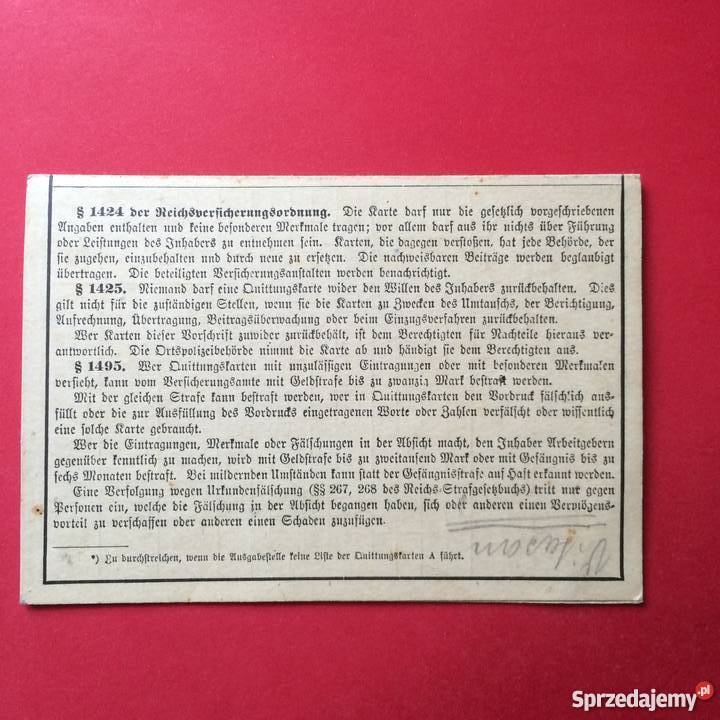 § 1424 der Reichsversicherungsordnung. Die Karte darf nur die gesetzlich vorgeschriebenen
Angaben enthalten und keine besonderen Merkmale tragen; vor allem darf aus ihr nichts über Führung
oder Leistungen des Inhabers zu entnehmen sein. Karten, die dagegen verstoßen, hat jede Behörde, der
sie zugehen, einzubehalten und durch neue zu ersetzen. Die nachweisbaren Beiträge werden beglaubigt
übertragen. Die beteiligten Versicherungsanstalten werden benachrichtigt.
§ 1425. Niemand darf eine Quittungskarte wider den Willen des Inhabers zurückbehalten. Dies
gilt nicht für die zuständigen Stellen, wenn sie die Karten zu Zwecken des Umtauschs, der Berichtigung,
Aufrechnung, Übertragung, Beitragsüberwachung oder beim Einzugsverfahren zurückbehalten.
Wer Karten dieser Vorschrift zuwider zurückbehält, ist dem Berechtigten für Nachteile hieraus ver-
antwortlich. Die Ortspolizeibehörde nimmt die Karte ab und händigt sie dem Berechtigten aus.
§ 1495. Wer Quittungskarten mit unzulässigen Eintragungen oder mit besonderen Merkmalen
versieht, kann vom Versicherungsamte mit Geldstrafe bis zu zwanzig Mark bestraft werden.
Mit der gleichen Strafe kann bestraft werden, wer in Quittungskarten den Vordruck fälschlich aus-
füllt oder die zur Ausfüllung des Vordrucks eingetragenen Worte oder Zahlen verfälscht oder wissentlich
eine solche Karte gebraucht.
Wer die Eintragungen, Merkmale oder Fälschungen in der Absicht macht, den Inhaber Arbeitgebern
gegenüber kenntlich zu machen, wird mit Geldstrafe bis zu zweitausend Mark oder mit Gefängnis bis zu
sechs Monaten bestraft. Bei mildernden Umständen kann statt der Gefängnisstrafe auf Haft erkannt werden.
Eine Verfolgung wegen Urkundenfälschung (§§ 267, 268 des Reichs-Strafgesetzbuchs) tritt nur gegen
Personen ein, welche die Fälschung in der Absicht begangen haben, sich oder anderen einen Vermögens-
vorteil zu verschaffen oder anderen einen Schaden zuzufügen.
*) Zu durchstreichen, wenn die Ausgabestelle keine Liste der Quittungskarten A führt.
Sprzedajemy.pl